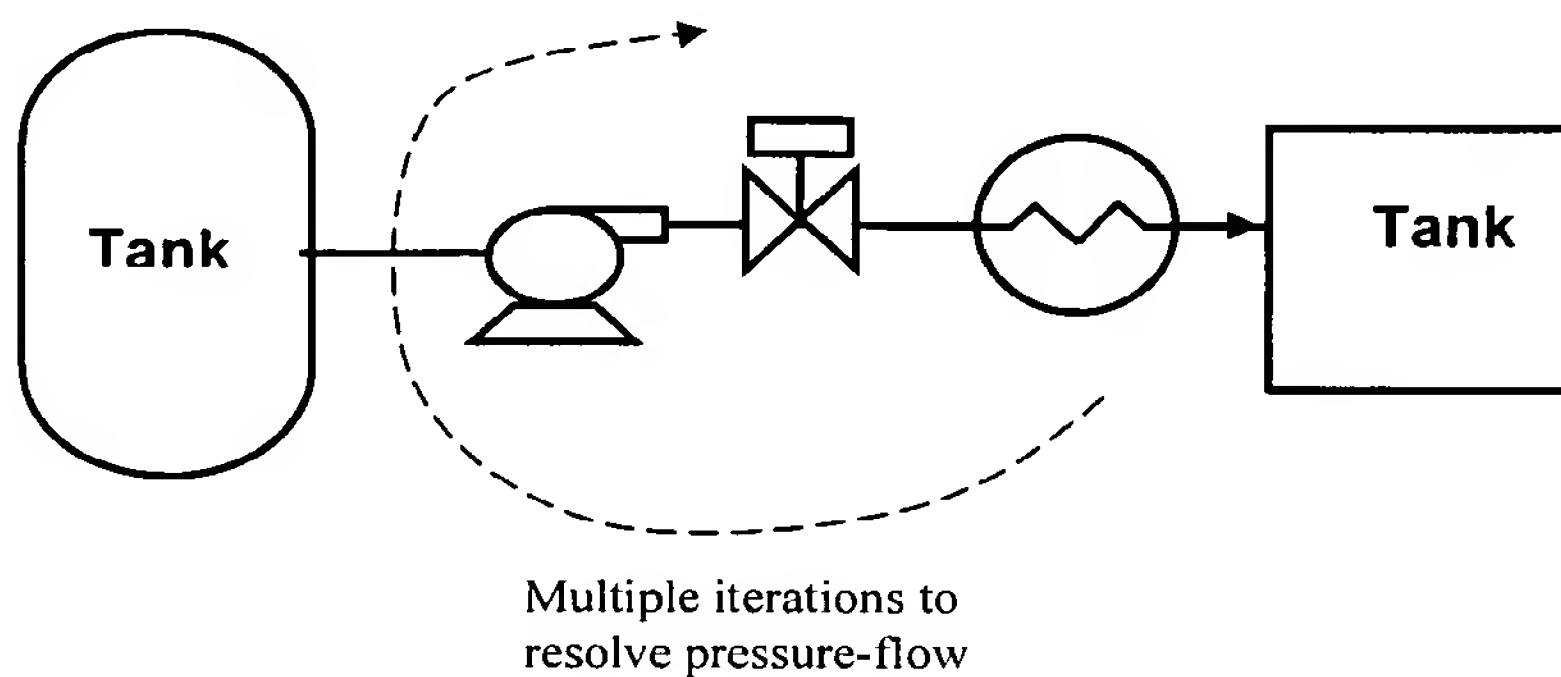 Tank
Tank
Multiple iterations to
resolve pressure-flow